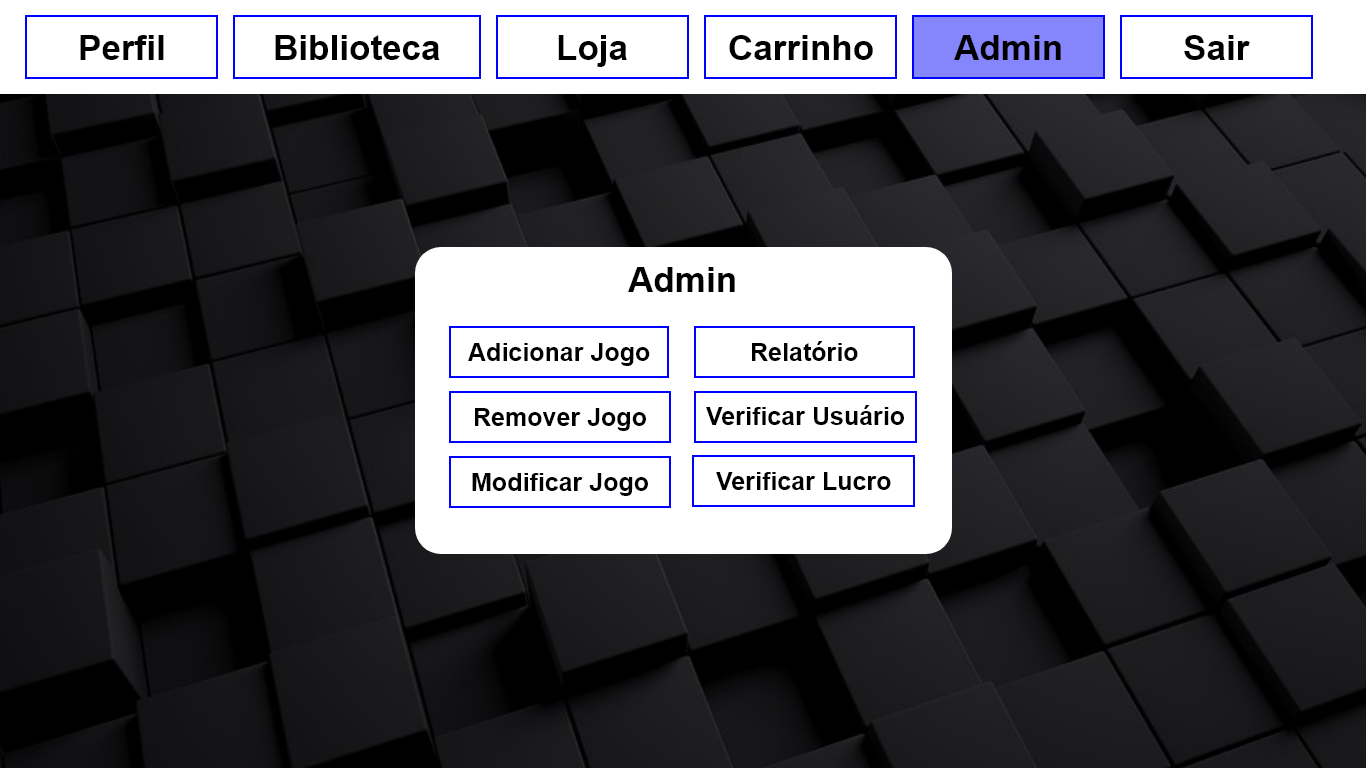 Perfil Biblioteca Loja Carrinho Admin Sair
Admin
Adicionar Jogo Relatório
Remover Jogo Verificar Usuário
Modificar Jogo Verificar Lucro